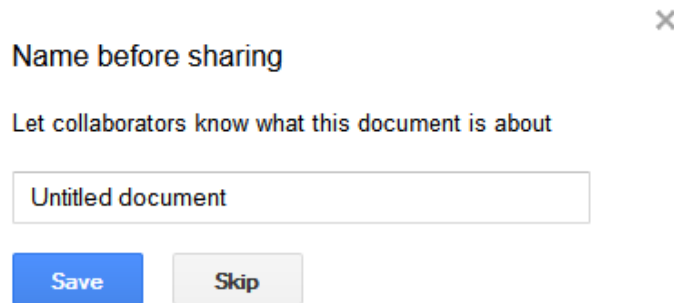 Name before sharing
Let collaborators know what this document is about
Untitled document
Save Skip